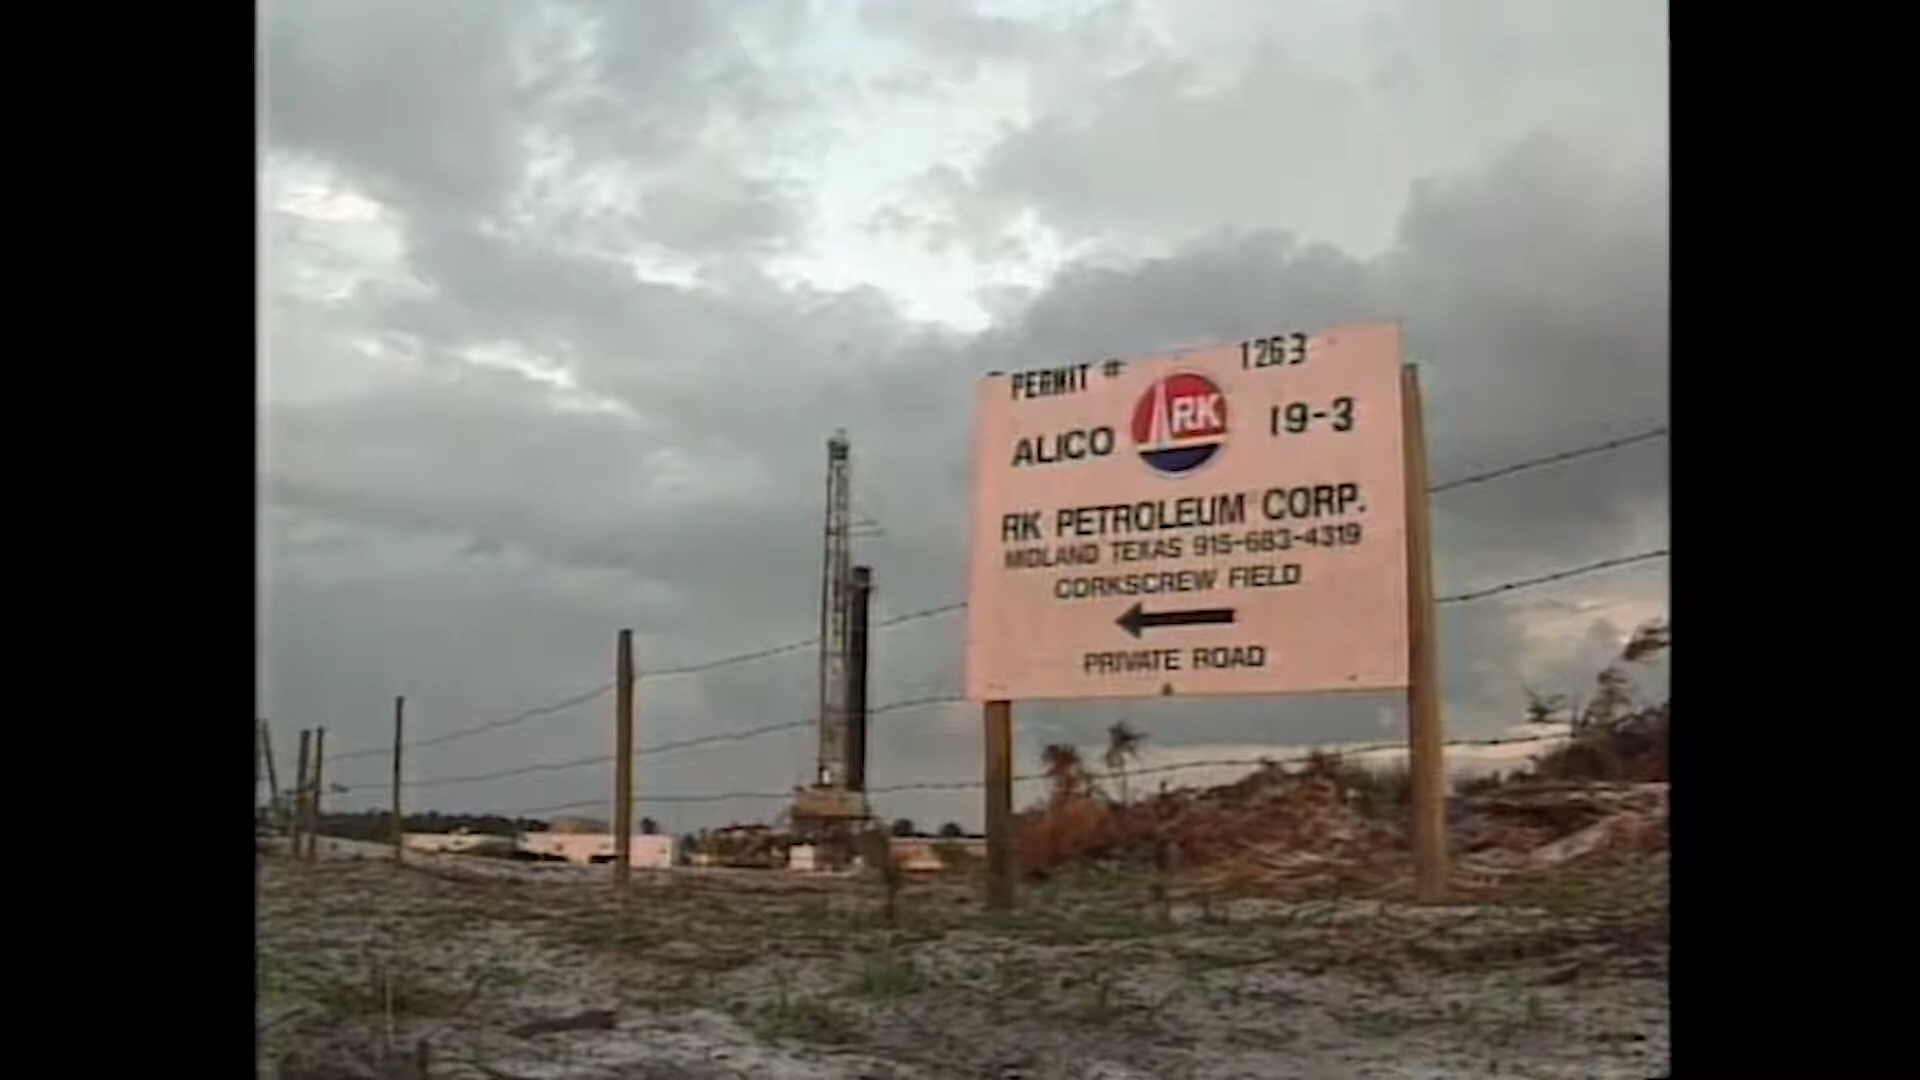 PERMIT # 1263
ALICO RK 19-3
RK PETROLEUM CORP.
MIDLAND TEXAS 915-683-4319
CORKSCREW FIELD
PRIVATE ROAD